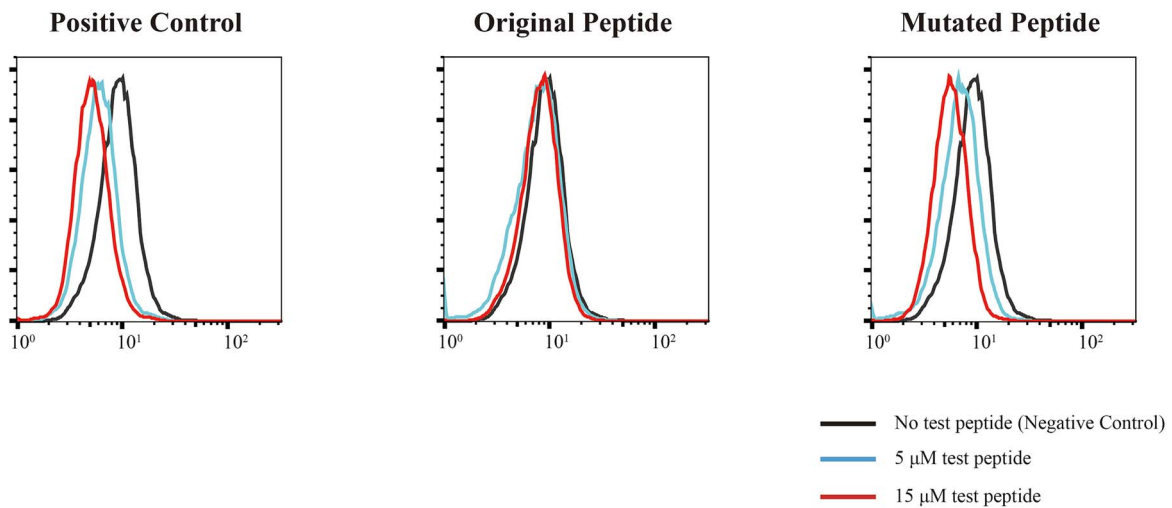 Positive Control
Original Peptide
Mutated Peptide
10⁰ 10¹ 10²
10⁰ 10¹ 10²
10⁰ 10¹ 10²
No test peptide (Negative Control)
5 μM test peptide
15 μM test peptide